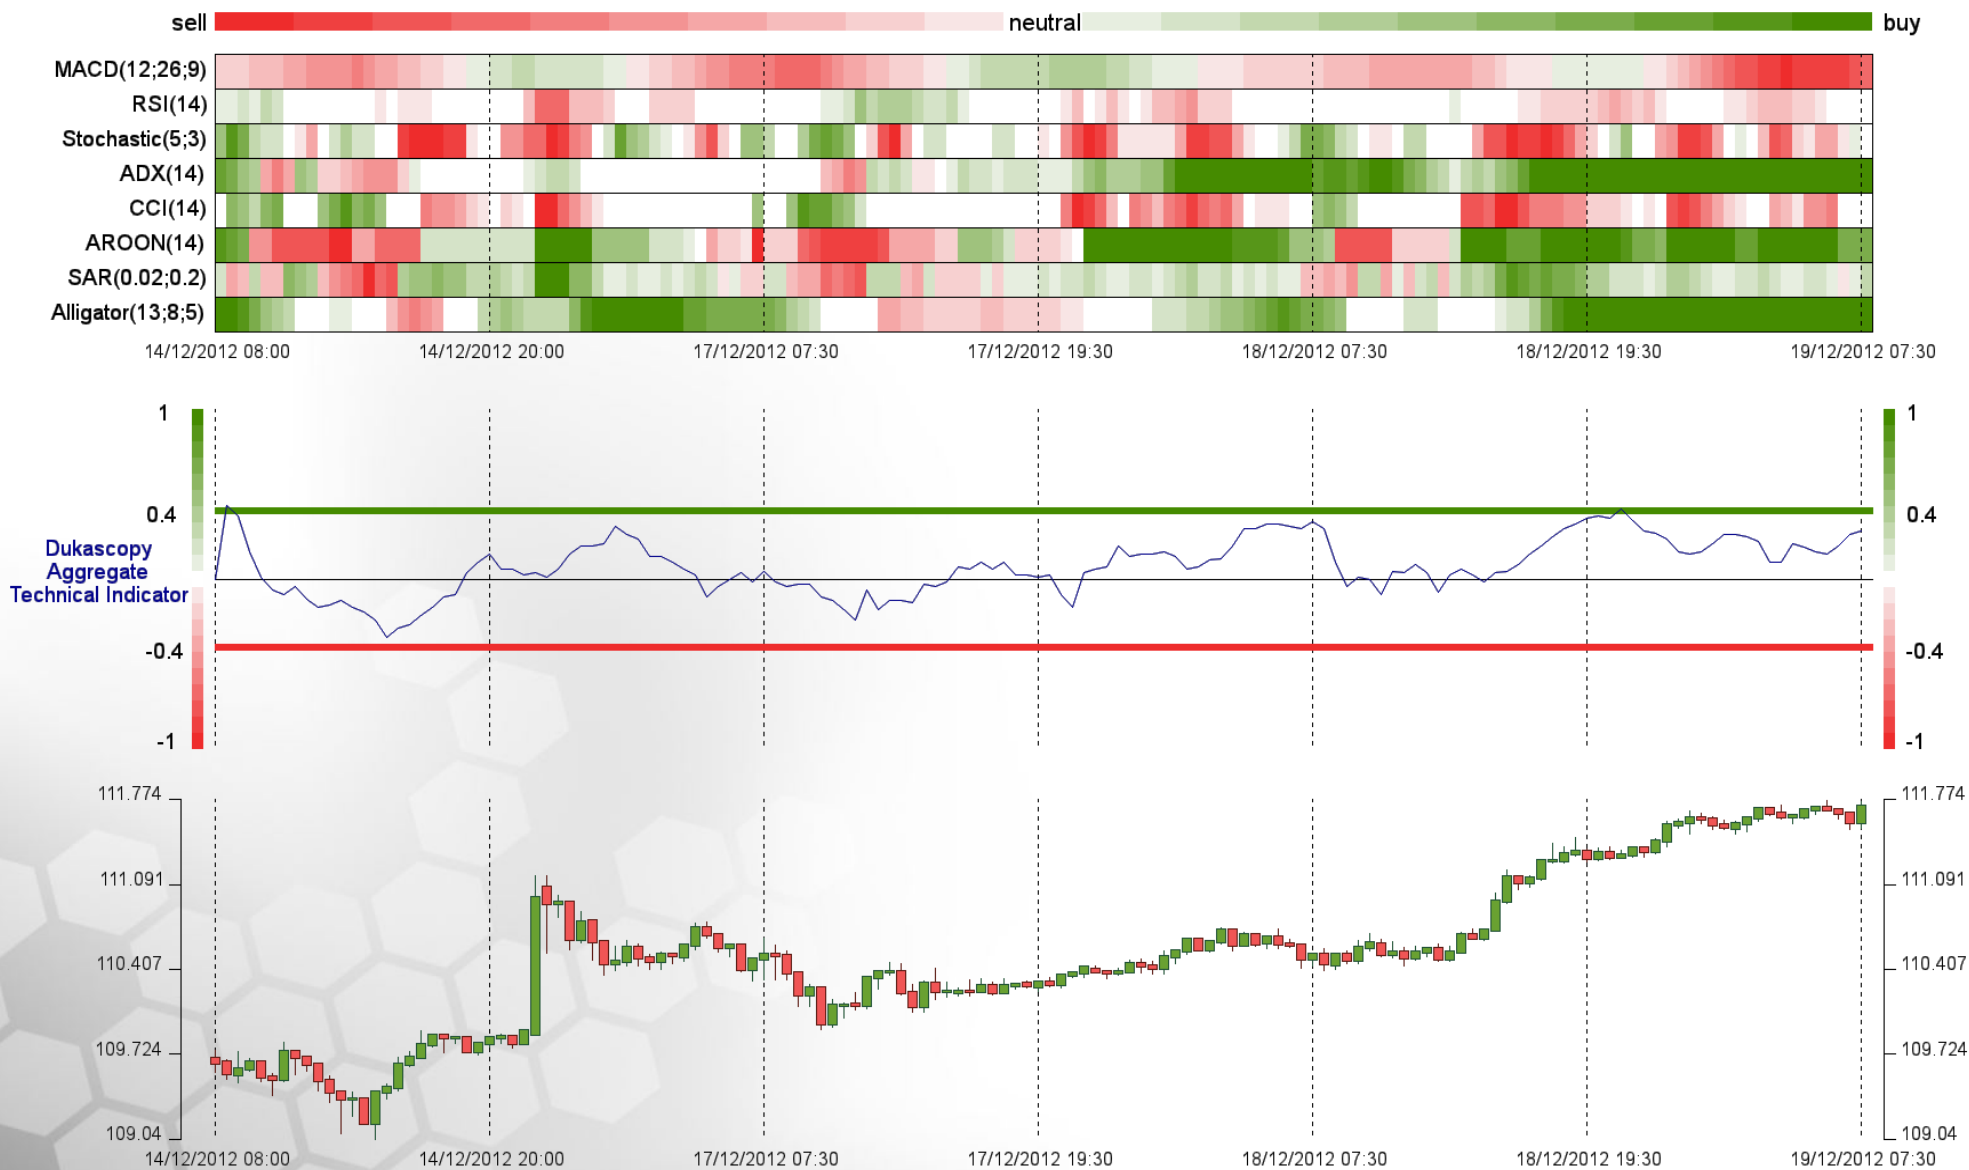 sell neutral buy
MACD(12;26;9)
RSI(14)
Stochastic(5;3)
ADX(14)
CCI(14)
AROON(14)
SAR(0.02;0.2)
Alligator(13;8;5)
14/12/2012 08:00 14/12/2012 20:00 17/12/2012 07:30 17/12/2012 19:30 18/12/2012 07:30 18/12/2012 19:30 19/12/2012 07:30
1 1
0.4 0.4
Dukascopy
Aggregate
Technical Indicator
-0.4 -0.4
-1 -1
111.774 111.774
111.091 111.091
110.407 110.407
109.724 109.724
109.04 109.04
14/12/2012 08:00 14/12/2012 20:00 17/12/2012 07:30 17/12/2012 19:30 18/12/2012 07:30 18/12/2012 19:30 19/12/2012 07:30